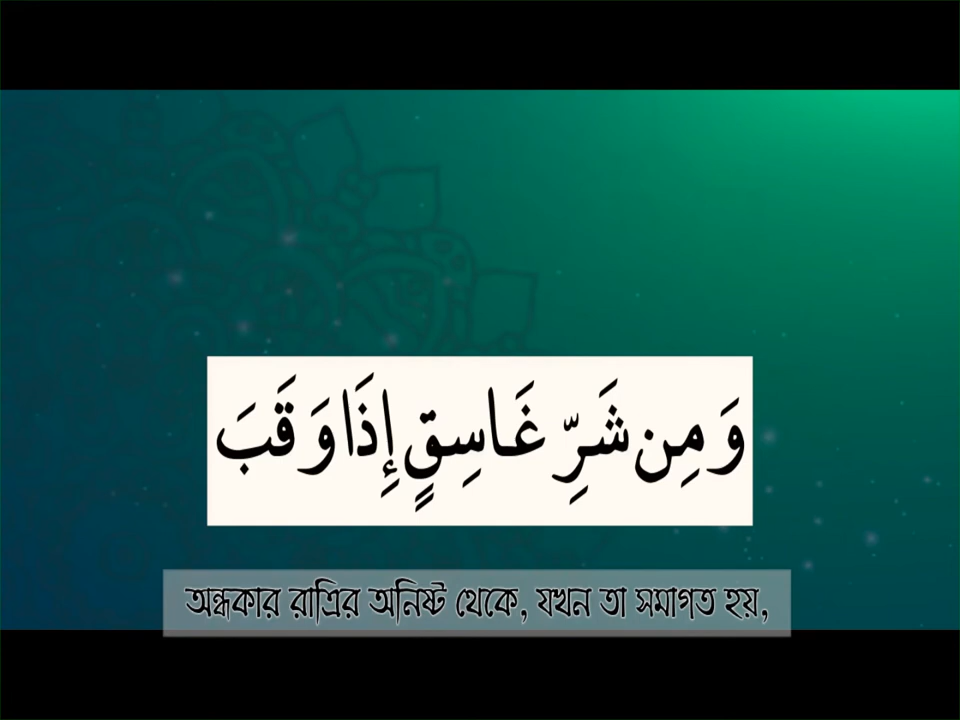 وَمِن شَرِّ غَاسِقٍ إِذَا وَقَبَ
অন্ধকার রাত্রির অনিষ্ট থেকে, যখন তা সমাগত হয়,